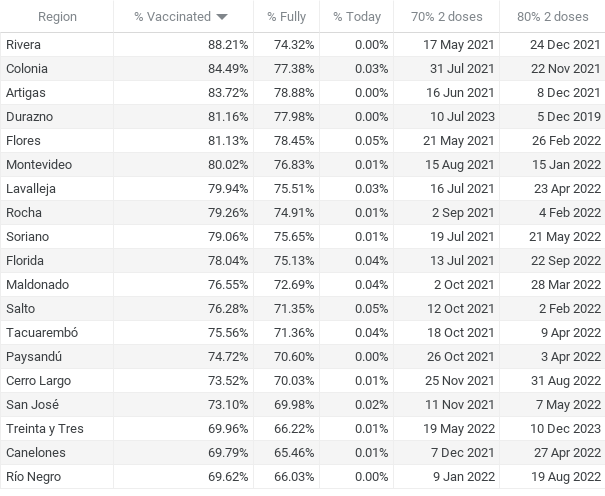 Region % Vaccinated % Fully % Today 70% 2 doses 80% 2 doses
Rivera 88.21% 74.32% 0.00% 17 May 2021 24 Dec 2021
Colonia 84.49% 77.38% 0.03% 31 Jul 2021 22 Nov 2021
Artigas 83.72% 78.88% 0.00% 16 Jun 2021 8 Dec 2021
Durazno 81.16% 77.98% 0.00% 10 Jul 2023 5 Dec 2019
Flores 81.13% 78.45% 0.05% 21 May 2021 26 Feb 2022
Montevideo 80.02% 76.83% 0.01% 15 Aug 2021 15 Jan 2022
Lavalleja 79.94% 75.51% 0.03% 16 Jul 2021 23 Apr 2022
Rocha 79.26% 74.91% 0.01% 2 Sep 2021 4 Feb 2022
Soriano 79.06% 75.65% 0.01% 19 Jul 2021 21 May 2022
Florida 78.04% 75.13% 0.04% 13 Jul 2021 22 Sep 2022
Maldonado 76.55% 72.69% 0.04% 2 Oct 2021 28 Mar 2022
Salto 76.28% 71.35% 0.05% 12 Oct 2021 2 Feb 2022
Tacuarembó 75.56% 71.36% 0.04% 18 Oct 2021 9 Apr 2022
Paysandú 74.72% 70.60% 0.00% 26 Oct 2021 3 Apr 2022
Cerro Largo 73.52% 70.03% 0.01% 25 Nov 2021 31 Aug 2022
San José 73.10% 69.98% 0.02% 11 Nov 2021 7 May 2022
Treinta y Tres 69.96% 66.22% 0.01% 19 May 2022 10 Dec 2023
Canelones 69.79% 65.46% 0.01% 7 Dec 2021 27 Apr 2022
Río Negro 69.62% 66.03% 0.00% 9 Jan 2022 19 Aug 2022